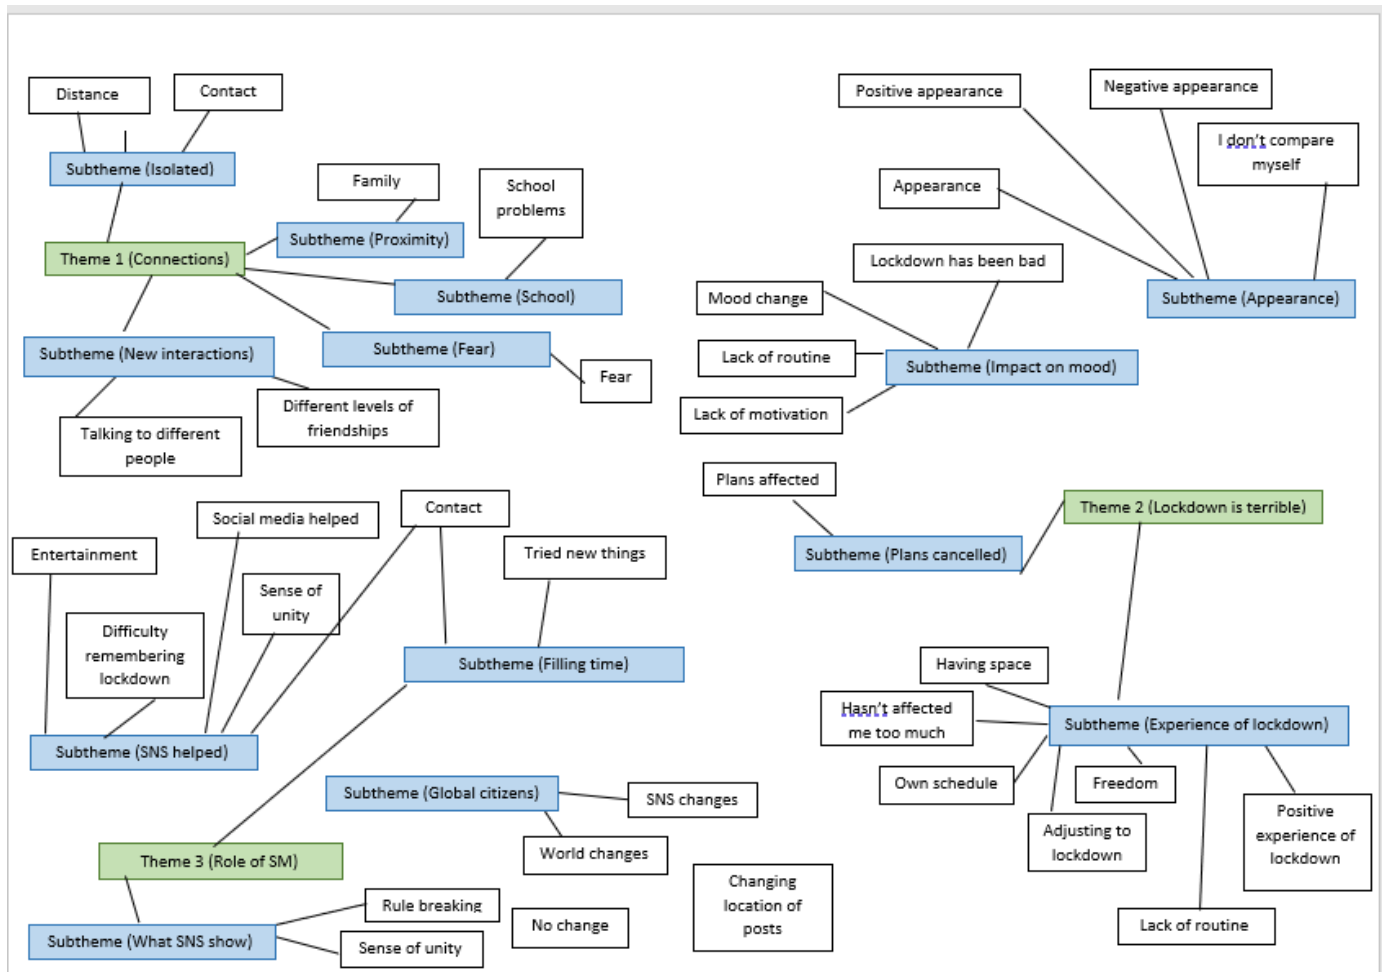 Distance
Contact
Subtheme (Isolated)
Family
School
problems
Subtheme (Proximity)
Theme 1 (Connections)
Subtheme (School)
Subtheme (New interactions)
Subtheme (Fear)
Fear
Different levels of
friendships
Talking to different
people
Positive appearance
Negative appearance
I don't compare
myself
Appearance
Lockdown has been bad
Mood change
Subtheme (Appearance)
Lack of routine
Subtheme (Impact on mood)
Lack of motivation
Plans affected
Theme 2 (Lockdown is terrible)
Subtheme (Plans cancelled)
Social media helped
Contact
Entertainment
Tried new things
Sense of
unity
Difficulty
remembering
lockdown
Subtheme (Filling time)
Subtheme (SNS helped)
Having space
Hasn't affected
me too much
Subtheme (Experience of lockdown)
Own schedule
Freedom
Adjusting to
lockdown
Positive
experience of
lockdown
Lack of routine
Subtheme (Global citizens)
SNS changes
World changes
Theme 3 (Role of SM)
Changing
location of
posts
Rule breaking
No change
Subtheme (What SNS show)
Sense of unity